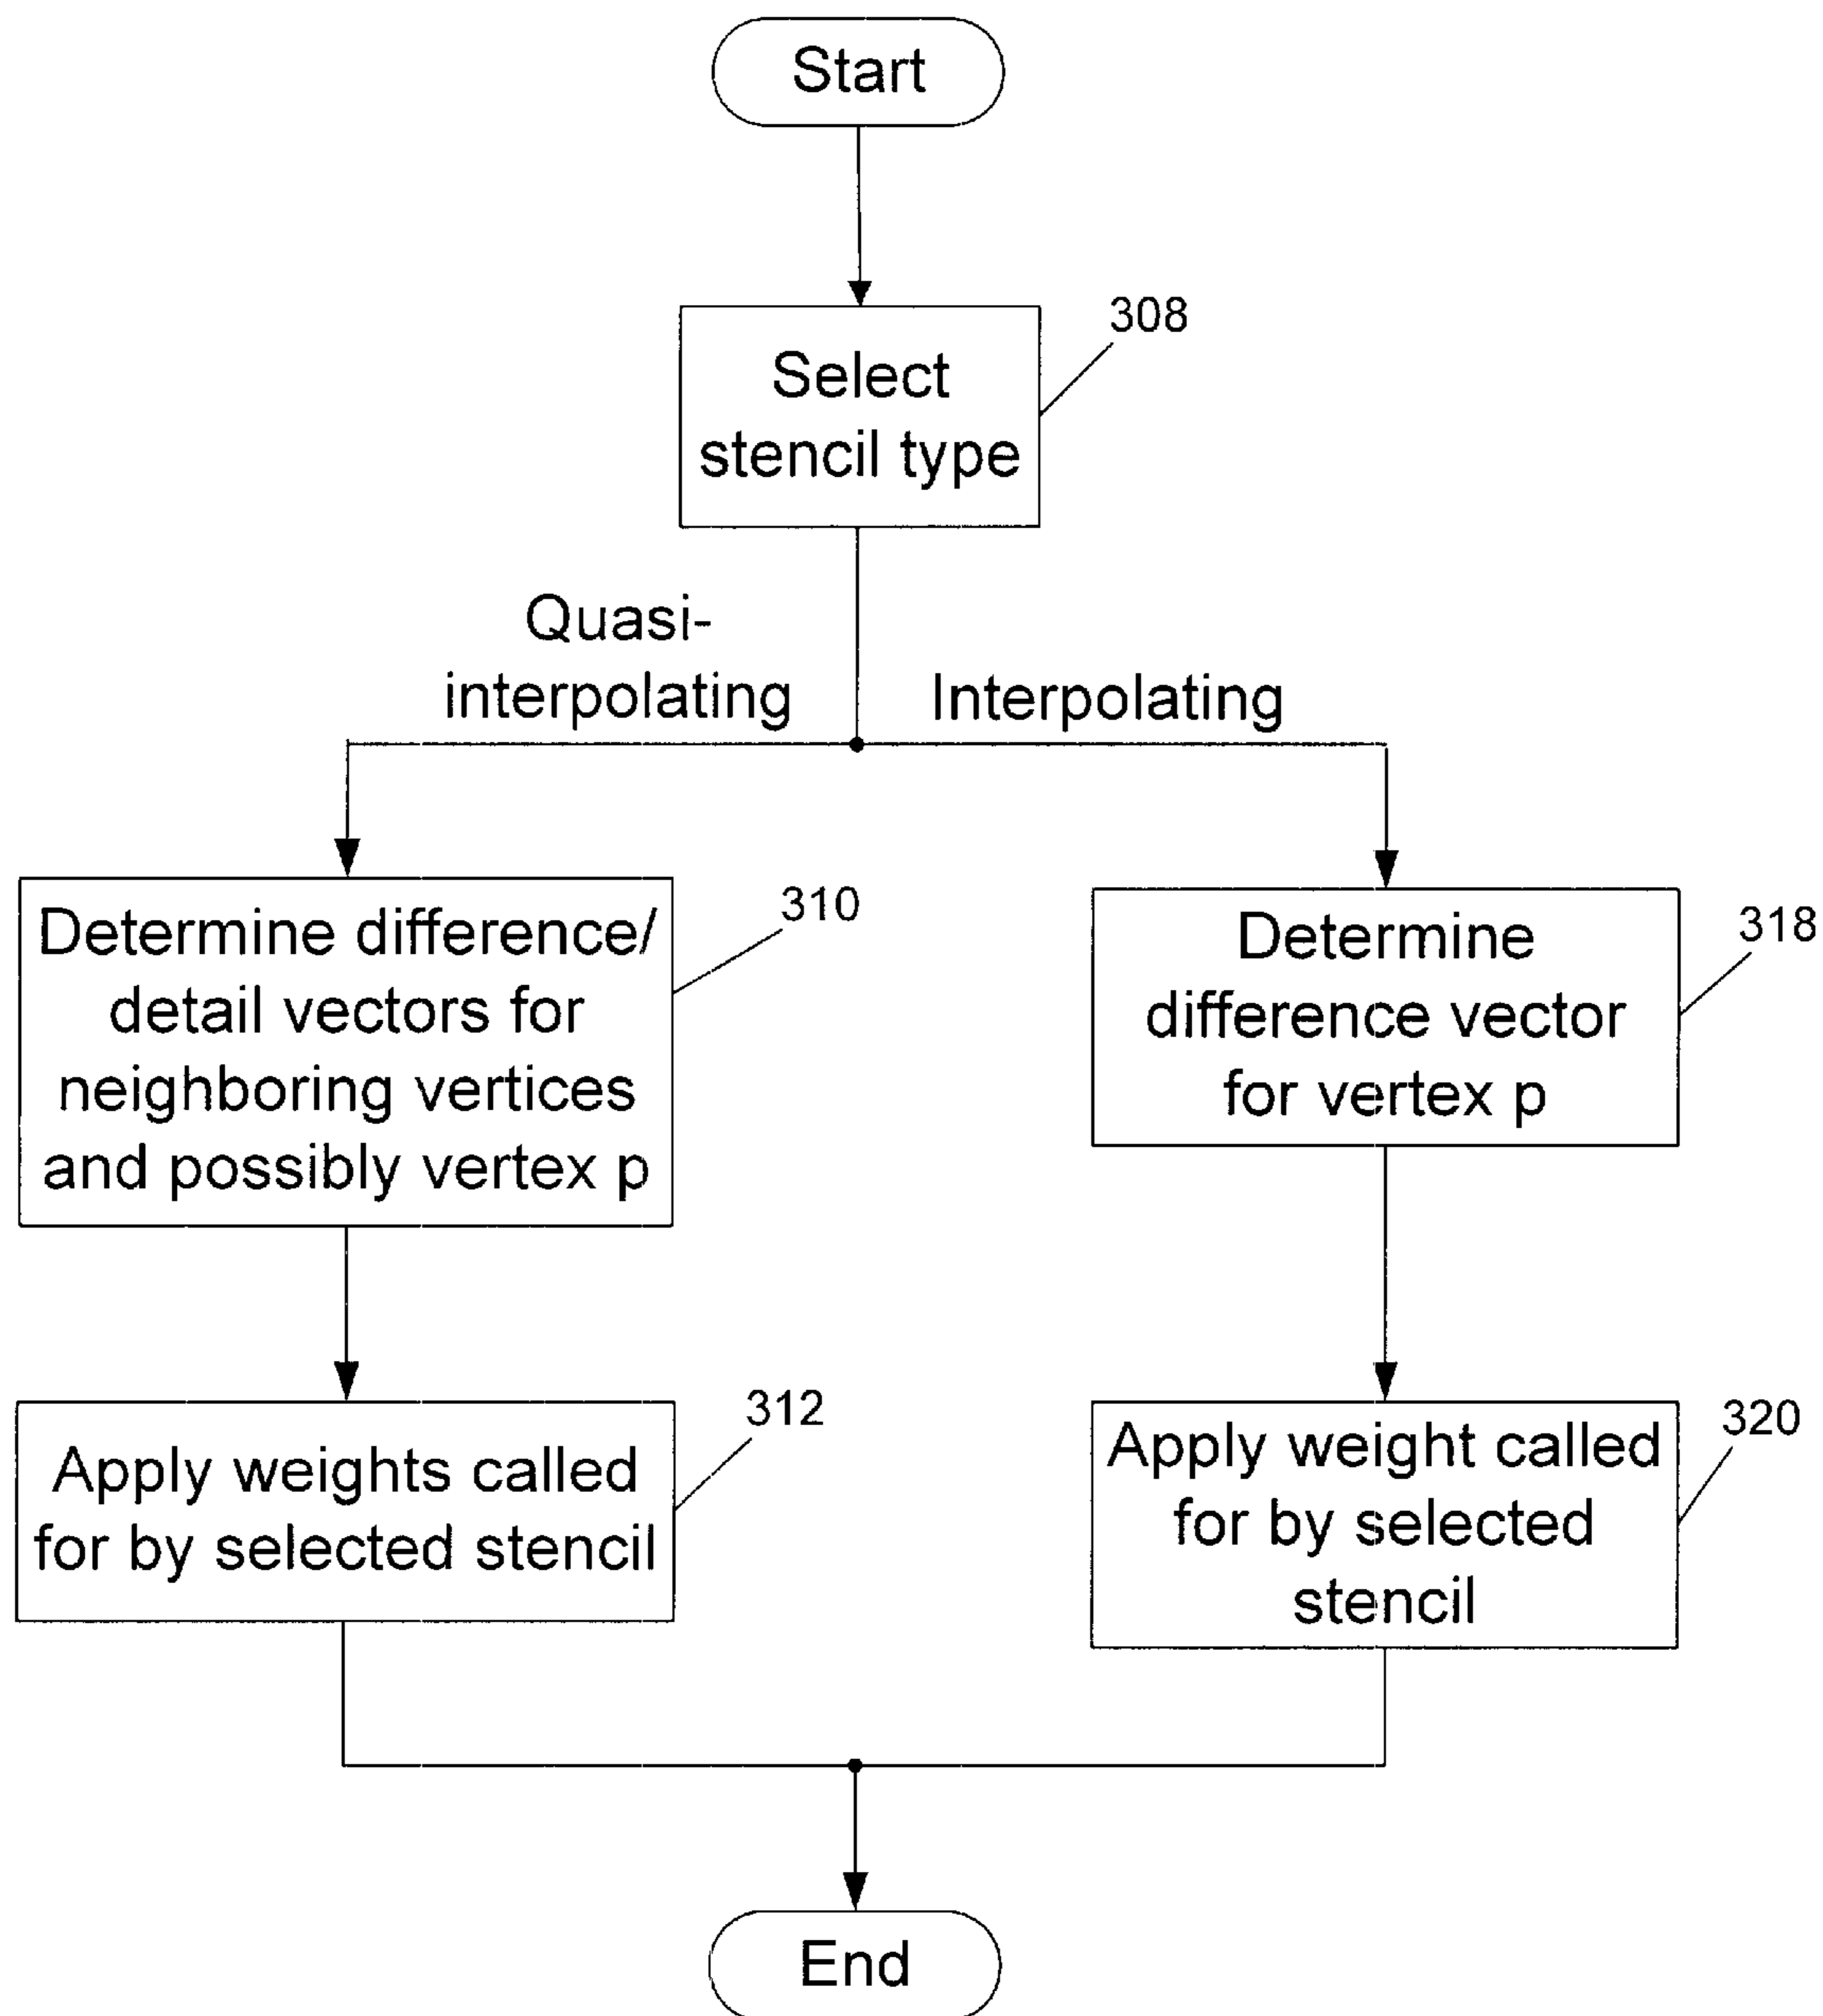 Start
308
Select
stencil type
Quasi-
interpolating
Interpolating
310
Determine difference/
detail vectors for
neighboring vertices
and possibly vertex p
318
Determine
difference vector
for vertex p
312
Apply weights called
for by selected stencil
320
Apply weight called
for by selected
stencil
End